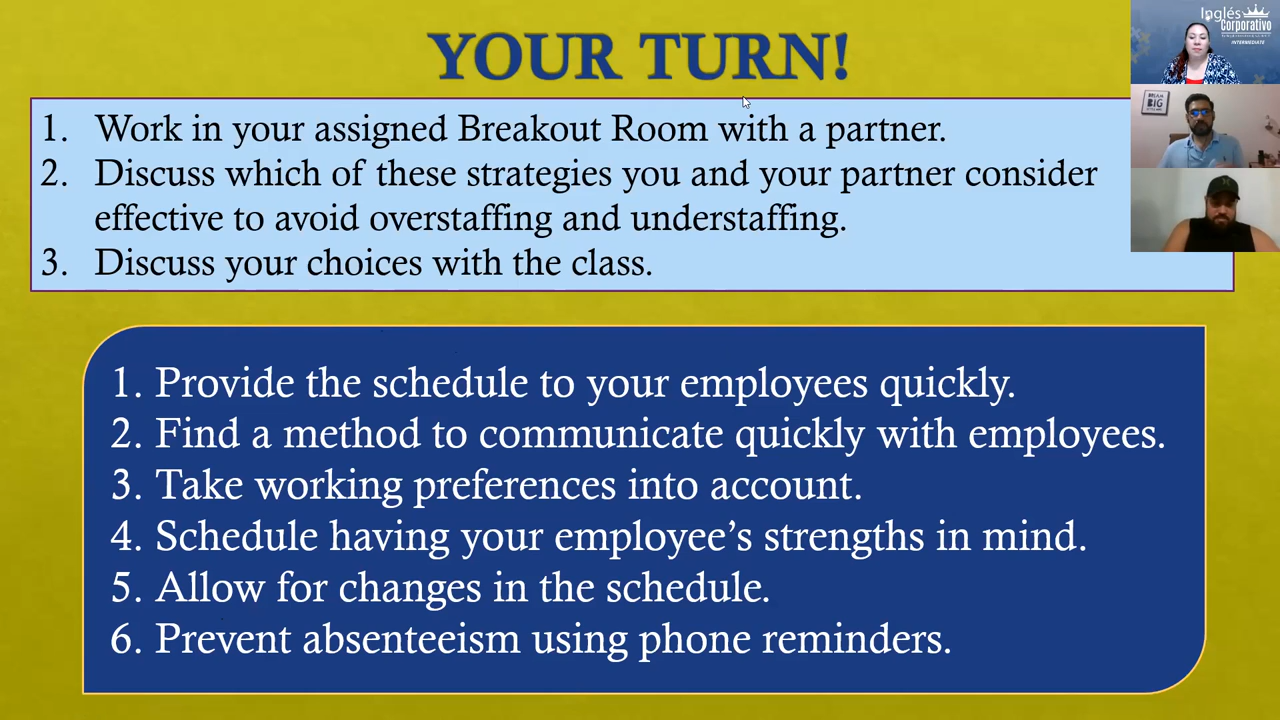 YOUR TURN!
Inglés
Corporativo
INTERMEDIATE
1. Work in your assigned Breakout Room with a partner.
2. Discuss which of these strategies you and your partner consider
effective to avoid overstaffing and understaffing.
3. Discuss your choices with the class.
DREAM
BIG
1. Provide the schedule to your employees quickly.
2. Find a method to communicate quickly with employees.
3. Take working preferences into account.
4. Schedule having your employee’s strengths in mind.
5. Allow for changes in the schedule.
6. Prevent absenteeism using phone reminders.